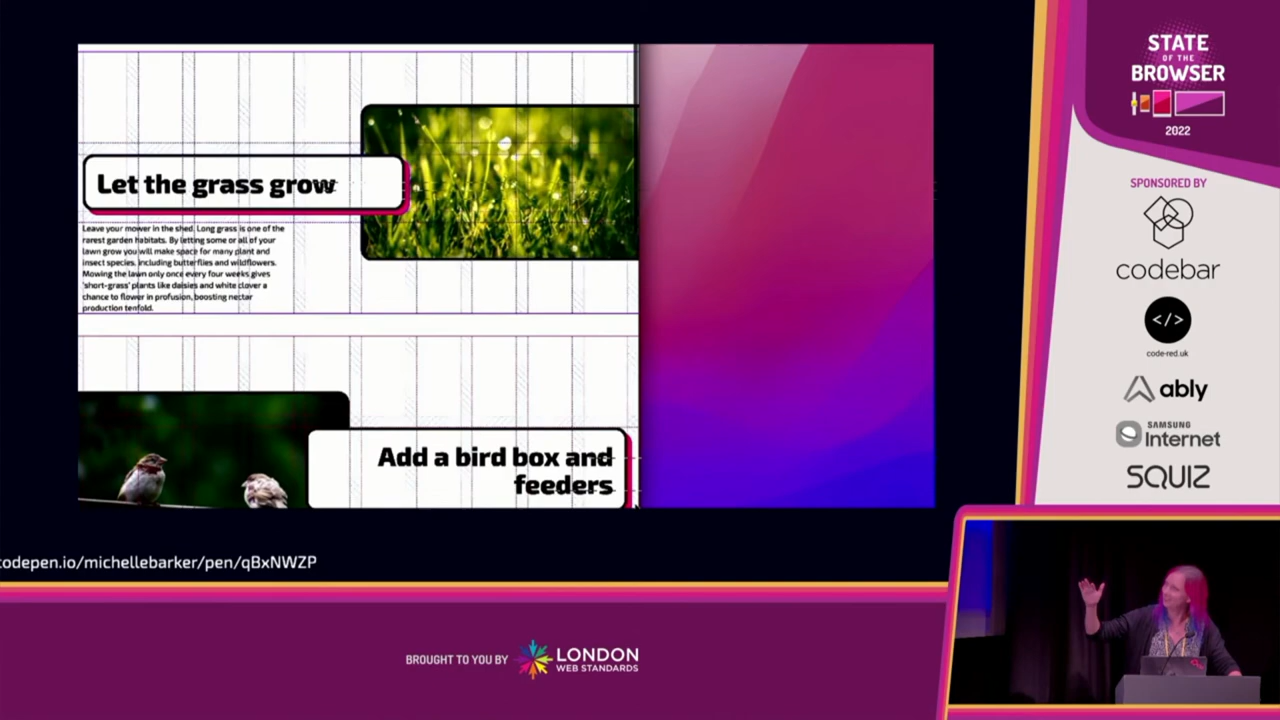 Let the grass grow
Leave your mower in the shed. Long grass is one of the
rarest garden habitats. By letting some or all of your
lawn grow you will make space for many plant and
insect species, including butterflies and wildflowers.
Mowing the lawn only once every four weeks gives
'short-grass' plants like daisies and white clover a
chance to flower in profusion, boosting nectar
production tenfold.
Add a bird box and
feeders
codepen.io/michellebarker/pen/qBxNWZP
BROUGHT TO YOU BY
LONDON
WEB STANDARDS
STATE
OF THE
BROWSER
2022
SPONSORED BY
codebar
</>
code-red.uk
ably
SAMSUNG
Internet
SQUIZ